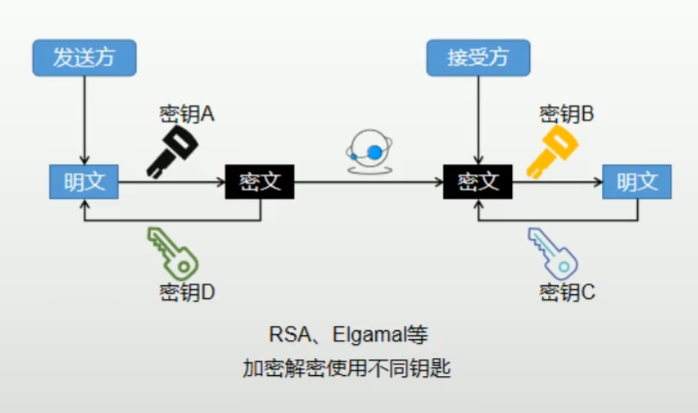 发送方
接受方
密钥A
密钥B
明文
密文
密文
明文
密钥D
密钥C
RSA、Elgamal等
加密解密使用不同钥匙